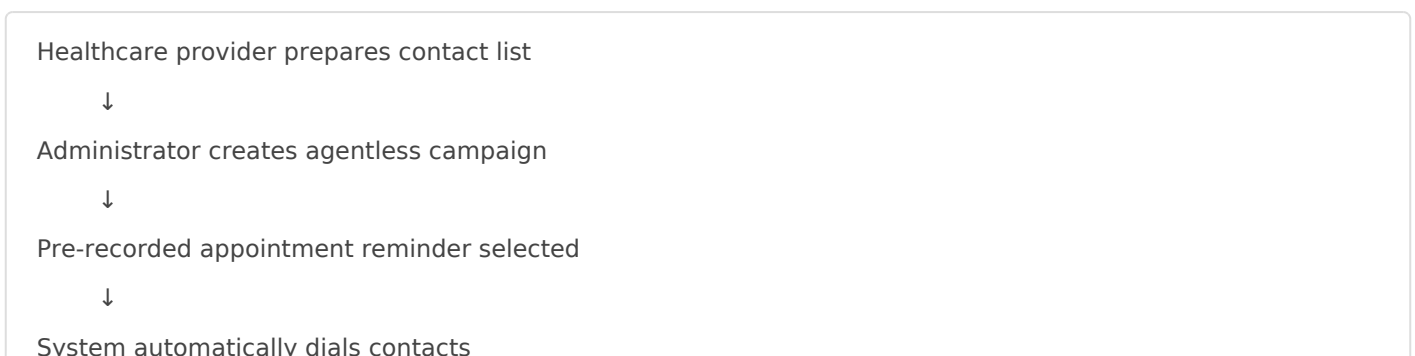 Healthcare provider prepares contact list
↓
Administrator creates agentless campaign
↓
Pre-recorded appointment reminder selected
↓
System automatically dials contacts